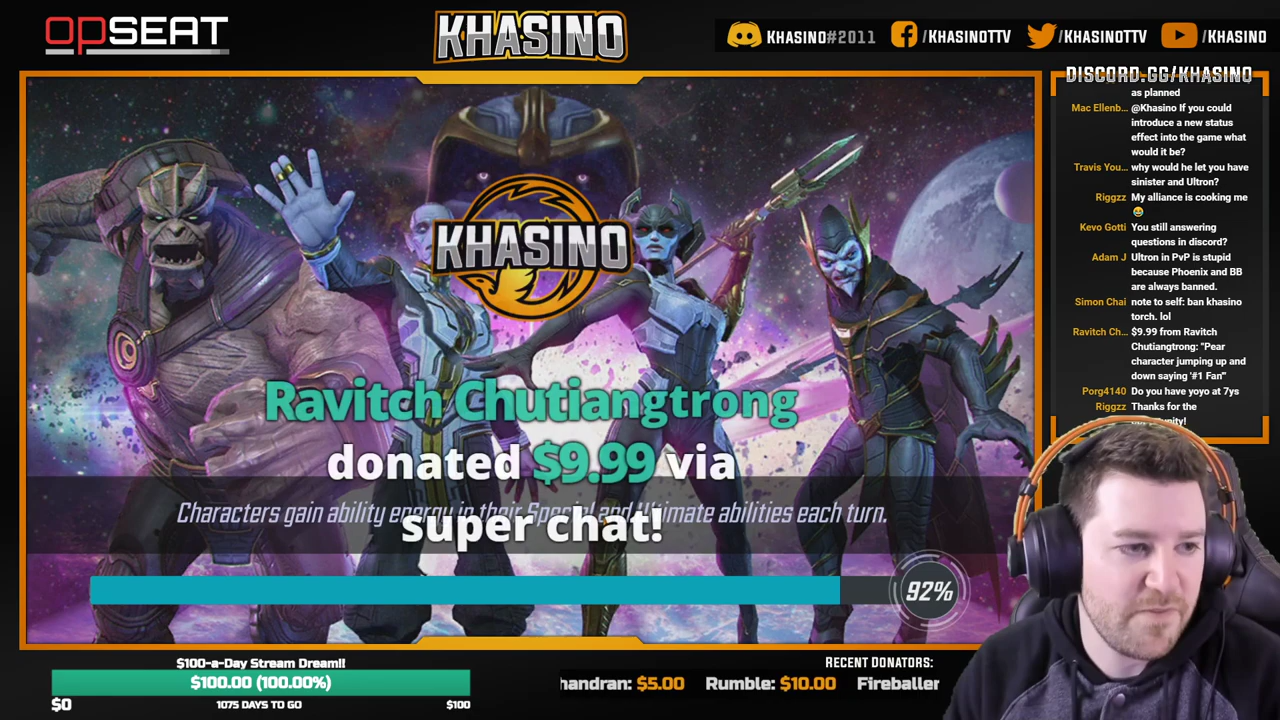 opSEAT
KHASINO
KHASINO#2011
/KHASINOTTV
/KHASINOTTV
/KHASINO
DISCORD.GG/KHASINO
as planned
Mac Ellenb... @Khasino If you could
introduce a new status
effect into the game what
would it be?
Travis You... why would he let you have
sinister and Ultron?
Riggzz My alliance is cooking me
😂
Kevo Gotti You still answering
questions in discord?
Adam J Ultron in PvP is stupid
because Phoenix and BB
are always banned.
Simon Chai note to self: ban khasino
torch. lol
Ravitch Ch... $9.99 from Ravitch
Chutiangtrong: "Pear
character jumping up and
down saying '#1 Fan"
Porg4140 Do you have yoyo at 7ys
Riggzz Thanks for the
KHASINO
Ravitch Chutiangtrong
donated $9.99 via
super chat!
Characters gain ability energy in their Special and Ultimate abilities each turn.
92%
$100-a-Day Stream Dream!!
$100.00 (100.00%)
$0
1075 DAYS TO GO
$100
RECENT DONATORS:
handran: $5.00 Rumble: $10.00 Fireballer